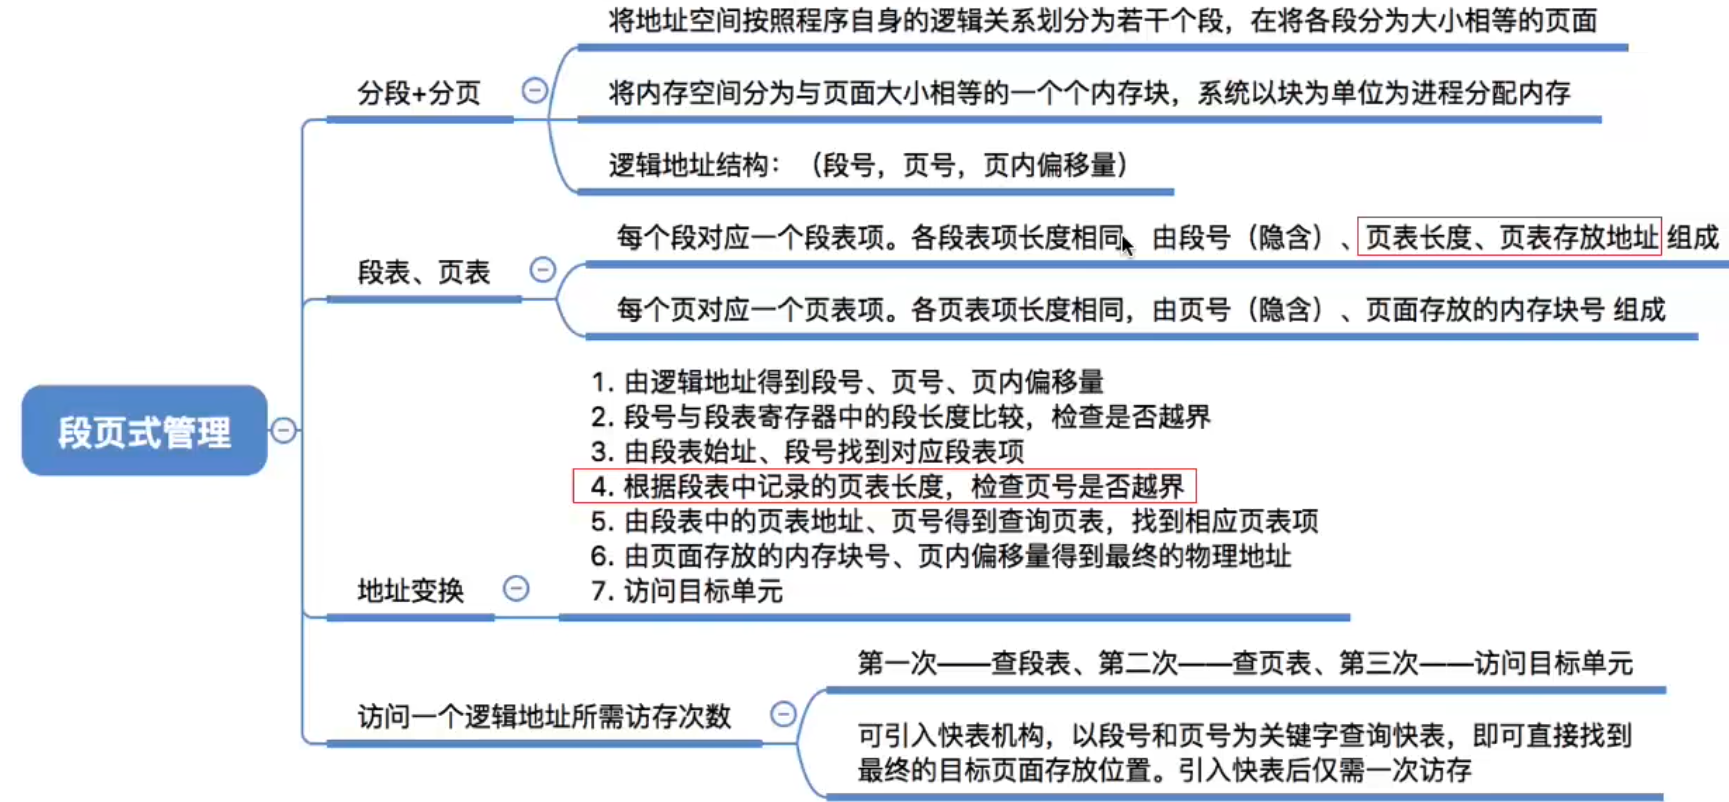 将地址空间按照程序自身的逻辑关系划分为若干个段，在将各段分为大小相等的页面
分段+分页
将内存空间分为与页面大小相等的一个个内存块，系统以块为单位为进程分配内存
逻辑地址结构：（段号，页号，页内偏移量）
每个段对应一个段表项。各段表项长度相同，由段号（隐含）、页表长度、页表存放地址 组成
段表、页表
每个页对应一个页表项。各页表项长度相同，由页号（隐含）、页面存放的内存块号 组成
段页式管理
1. 由逻辑地址得到段号、页号、页内偏移量
2. 段号与段表寄存器中的段长度比较，检查是否越界
3. 由段表始址、段号找到对应段表项
4. 根据段表中记录的页表长度，检查页号是否越界
5. 由段表中的页表地址、页号得到查询页表，找到相应页表项
6. 由页面存放的内存块号、页内偏移量得到最终的物理地址
7. 访问目标单元
地址变换
第一次——查段表、第二次——查页表、第三次——访问目标单元
访问一个逻辑地址所需访存次数
可引入快表机构，以段号和页号为关键字查询快表，即可直接找到
最终的目标页面存放位置。引入快表后仅需一次访存